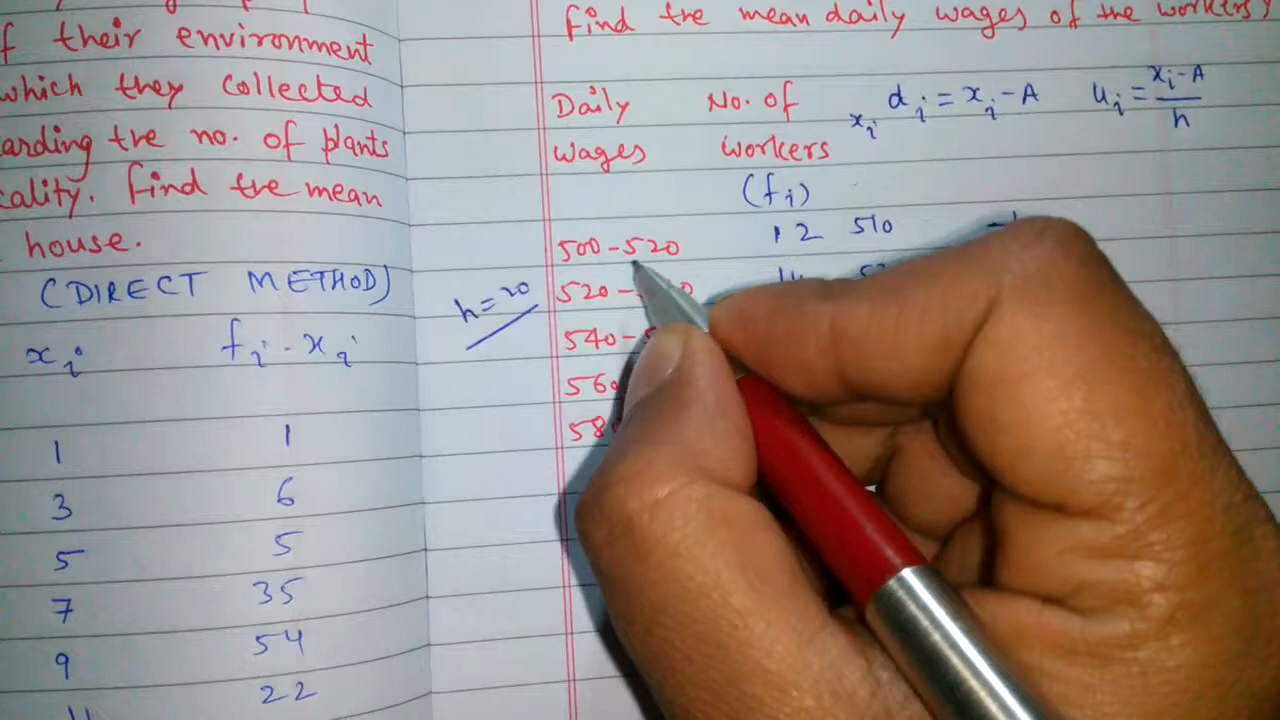 f their environment
which they collected
arding the no. of plants
cality. Find the mean
house.
(DIRECT METHOD)
xi fi . xi
1 1
3 6
5 5
7 35
9 54
22
Find the mean daily wages of the workers
Daily No. of xi di = xi - A ui = xi - A / h
wages workers
(fi)
500-520 12 510
h = 20 520-
540-
560
58